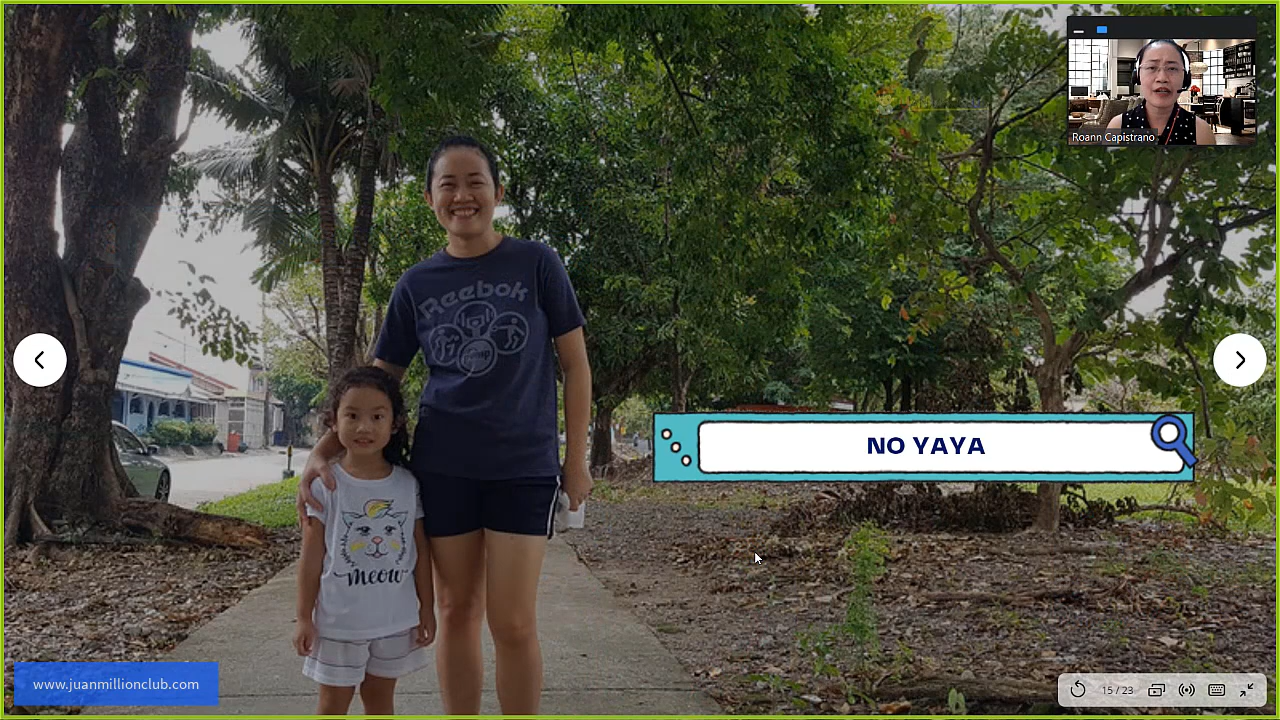 Roann Capistrano
Reebok
NO YAYA
meow
www.juanmillionclub.com
15 / 23